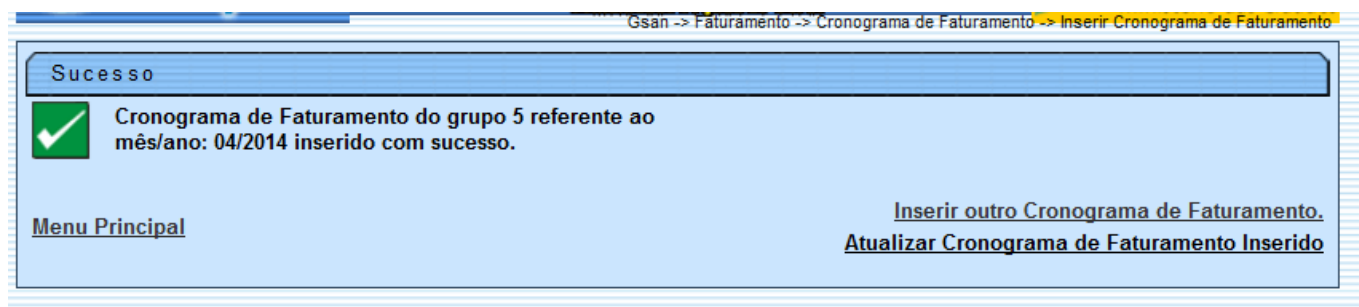 Gsan -> Faturamento -> Cronograma de Faturamento -> Inserir Cronograma de Faturamento
Sucesso
Cronograma de Faturamento do grupo 5 referente ao
mês/ano: 04/2014 inserido com sucesso.
Inserir outro Cronograma de Faturamento.
Menu Principal
Atualizar Cronograma de Faturamento Inserido